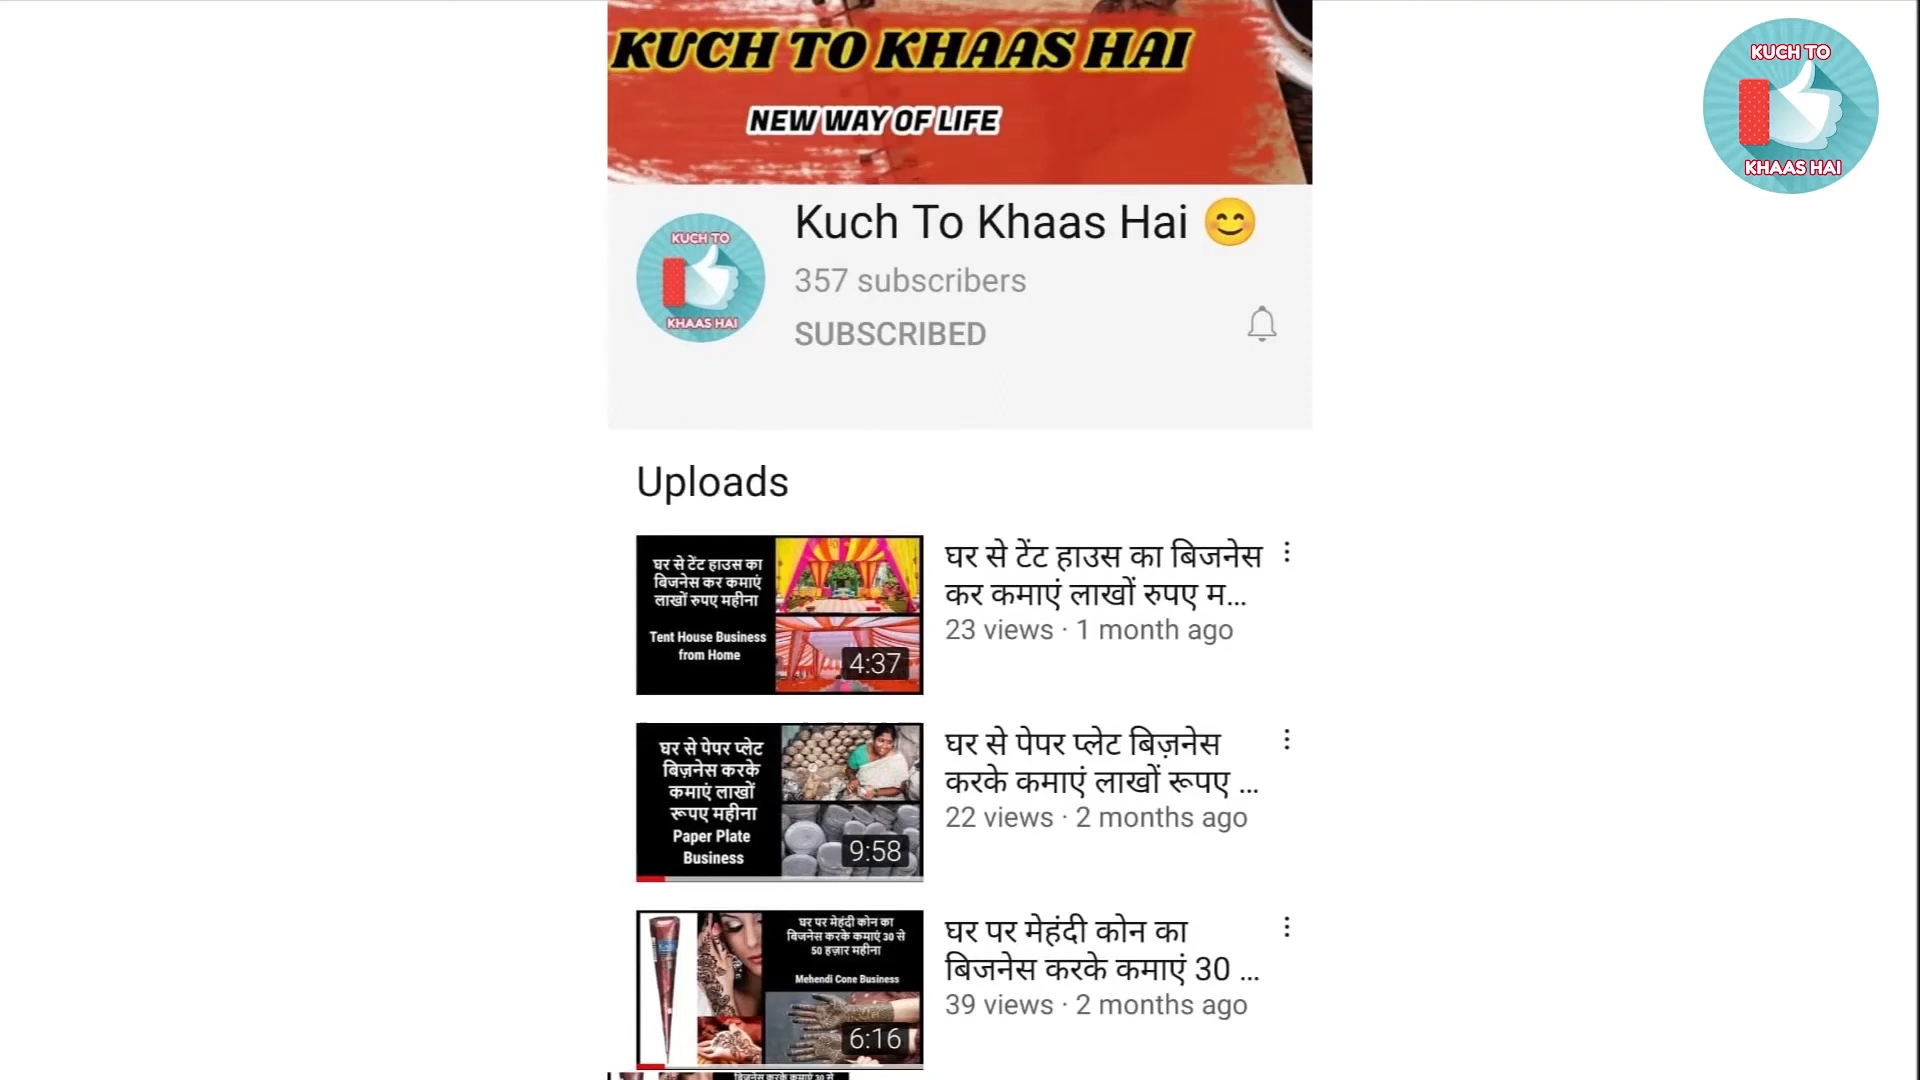 KUCH TO KHAAS HAI
NEW WAY OF LIFE
KUCH TO
KHAAS HAI
KUCH TO
KHAAS HAI
Kuch To Khaas Hai 😊
357 subscribers
SUBSCRIBED
Uploads
घर से टेंट हाउस का
बिजनेस कर कमाएं
लाखों रुपए महीना
Tent House Business
from Home
4:37
घर से टेंट हाउस का बिजनेस
कर कमाएं लाखों रुपए म...
23 views · 1 month ago
घर से पेपर प्लेट
बिज़नेस करके
कमाएं लाखों
रूपए महीना
Paper Plate
Business
9:58
घर से पेपर प्लेट बिज़नेस
करके कमाएं लाखों रूपए ...
22 views · 2 months ago
घर पर मेहंदी कोन का
बिजनेस करके कमाएं 30 से
50 हज़ार महीना
Mehendi Cone Business
6:16
घर पर मेहंदी कोन का
बिजनेस करके कमाएं 30 ...
39 views · 2 months ago
बिजनेस करके कमाएं 30 से